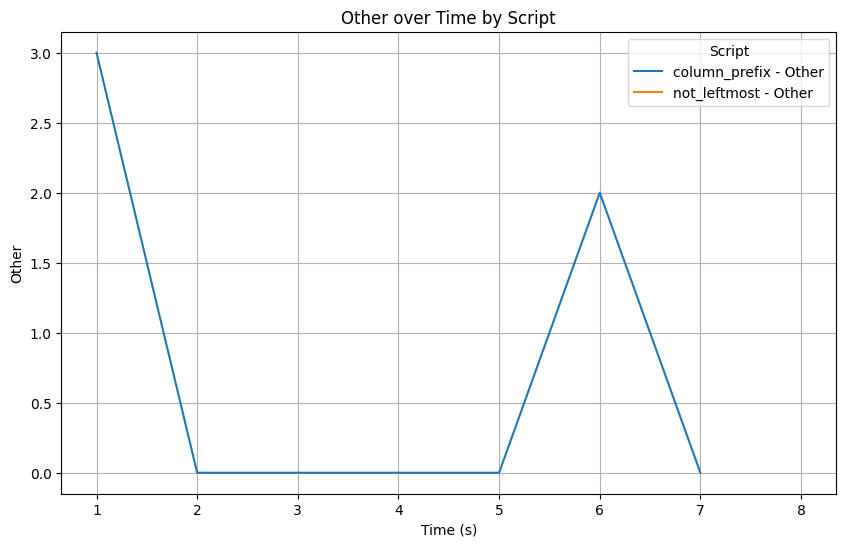 Other over Time by Script
Script
column_prefix - Other
not_leftmost - Other
3.0
2.5
2.0
1.5
1.0
0.5
0.0
Other
1 2 3 4 5 6 7 8
Time (s)